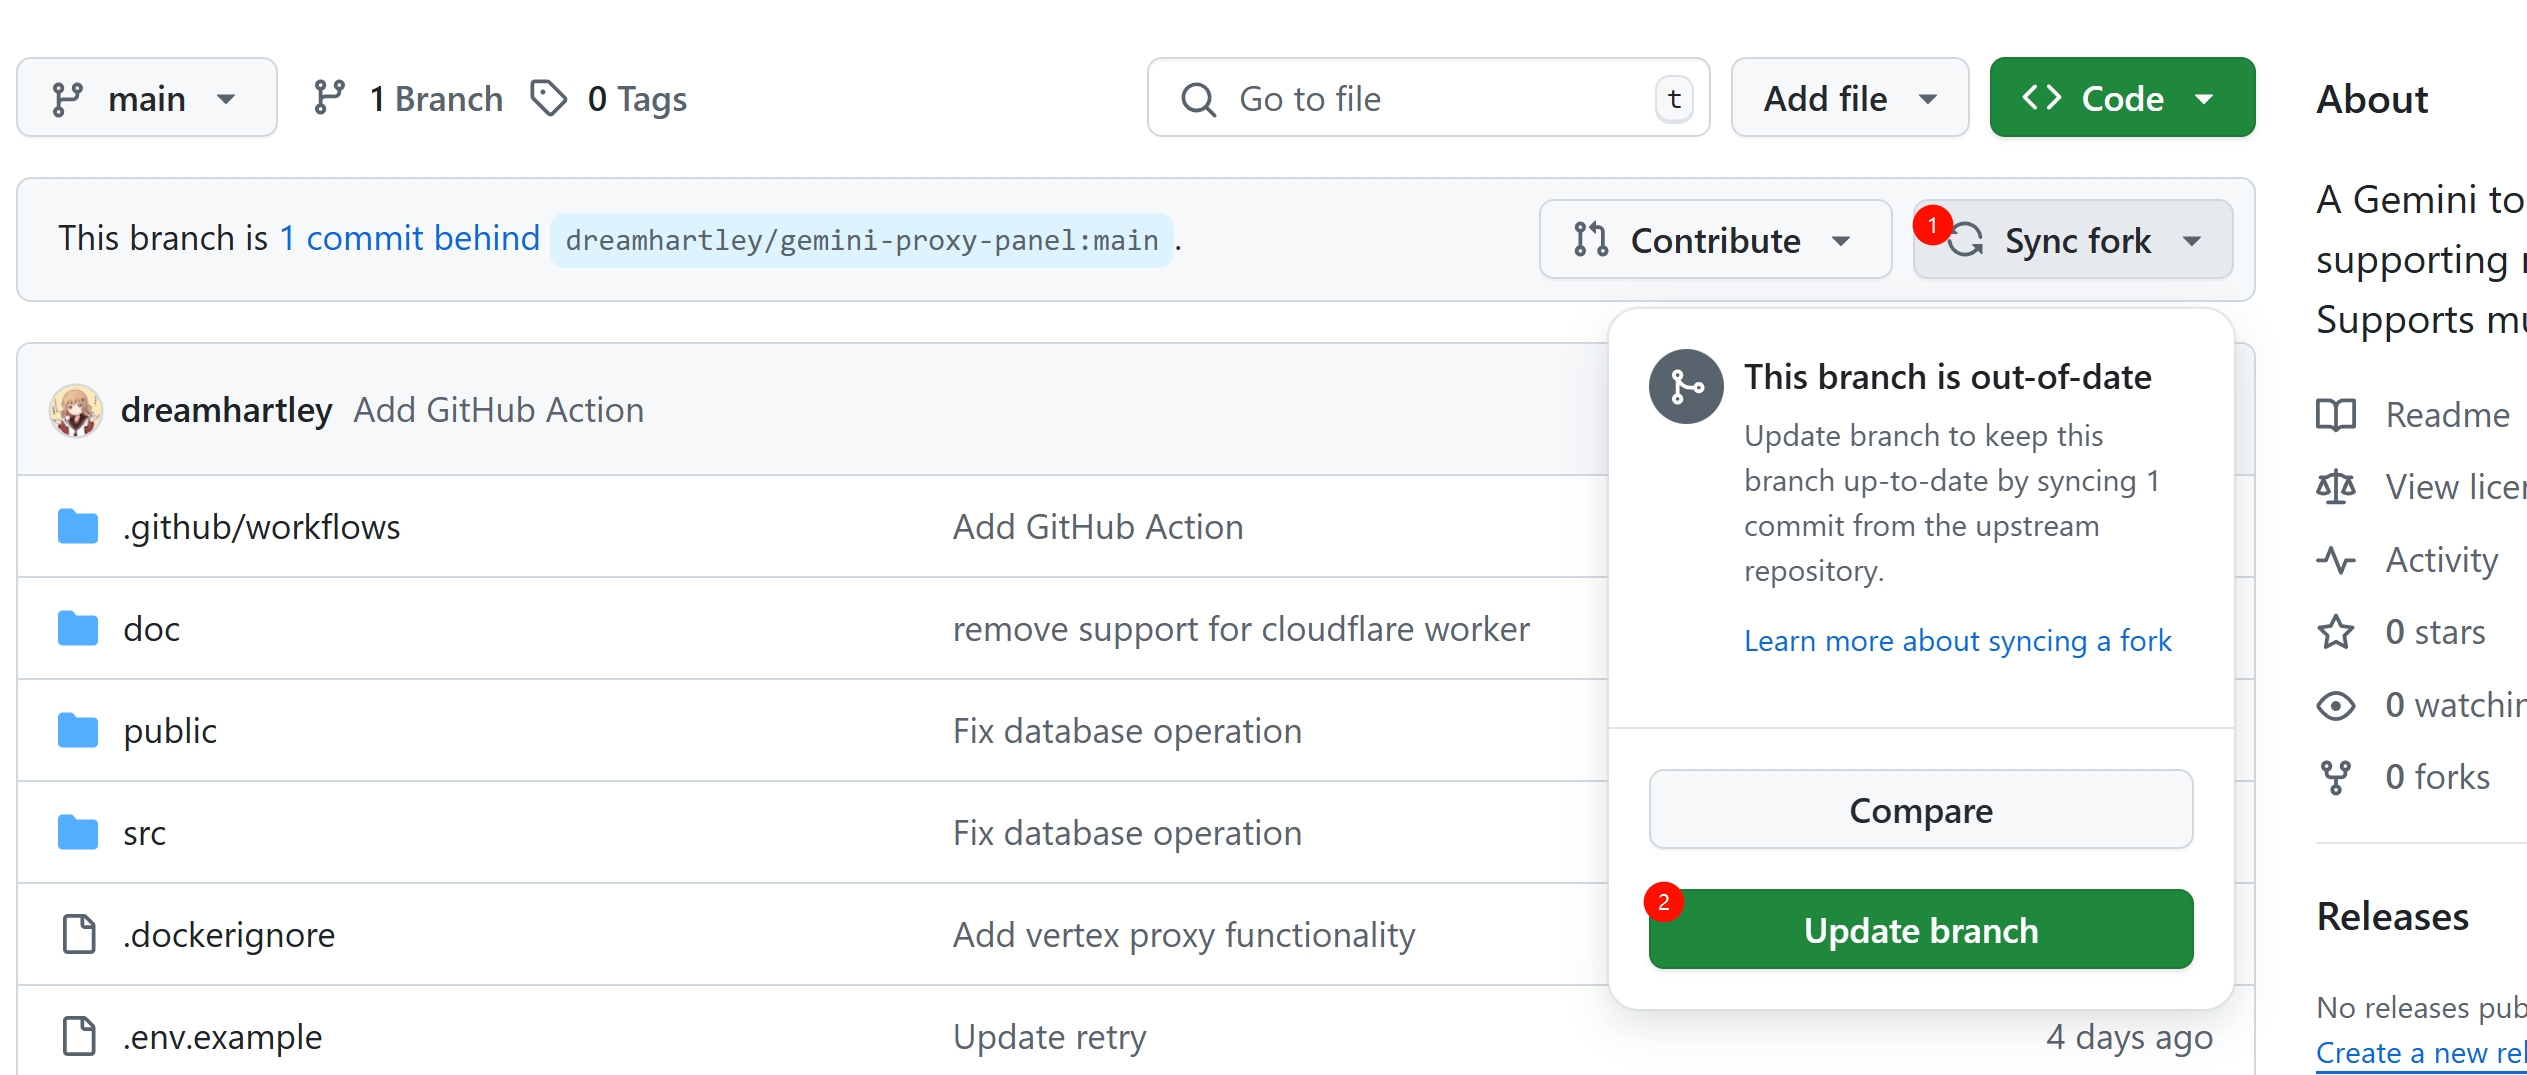 main
1 Branch
0 Tags
Go to file
t
Add file
Code
About
This branch is 1 commit behind dreamhartley/gemini-proxy-panel:main .
Contribute
1
Sync fork
A Gemini to
supporting
Supports
dreamhartley Add GitHub Action
This branch is out-of-date
Update branch to keep this
branch up-to-date by syncing 1
commit from the upstream
repository.
Learn more about syncing a fork
Compare
2
Update branch
.github/workflows Add GitHub Action
doc remove support for cloudflare worker
public Fix database operation
src Fix database operation
.dockerignore Add vertex proxy functionality
.env.example Update retry 4 days ago
Readme
View
Activity
0 stars
0
0 forks
Releases
No releases
Create a new